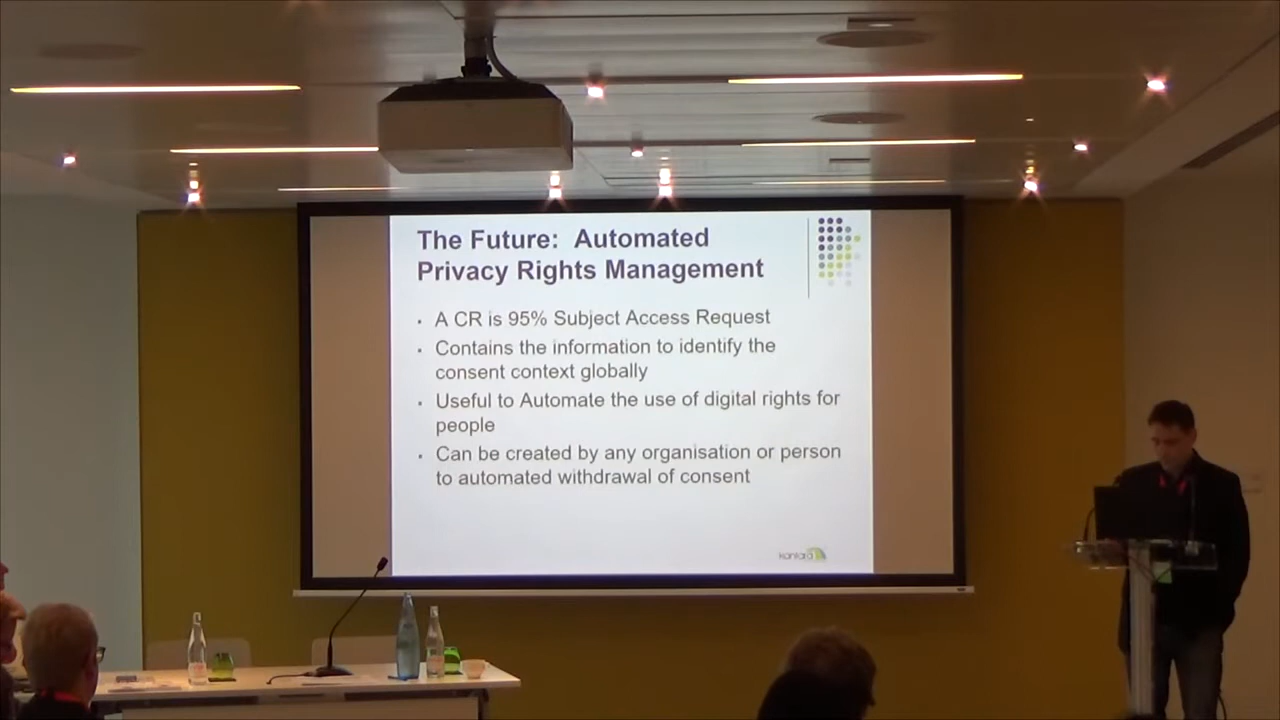 The Future: Automated
Privacy Rights Management
· A CR is 95% Subject Access Request
· Contains the information to identify the
consent context globally
· Useful to Automate the use of digital rights for
people
· Can be created by any organisation or person
to automated withdrawal of consent
kantara